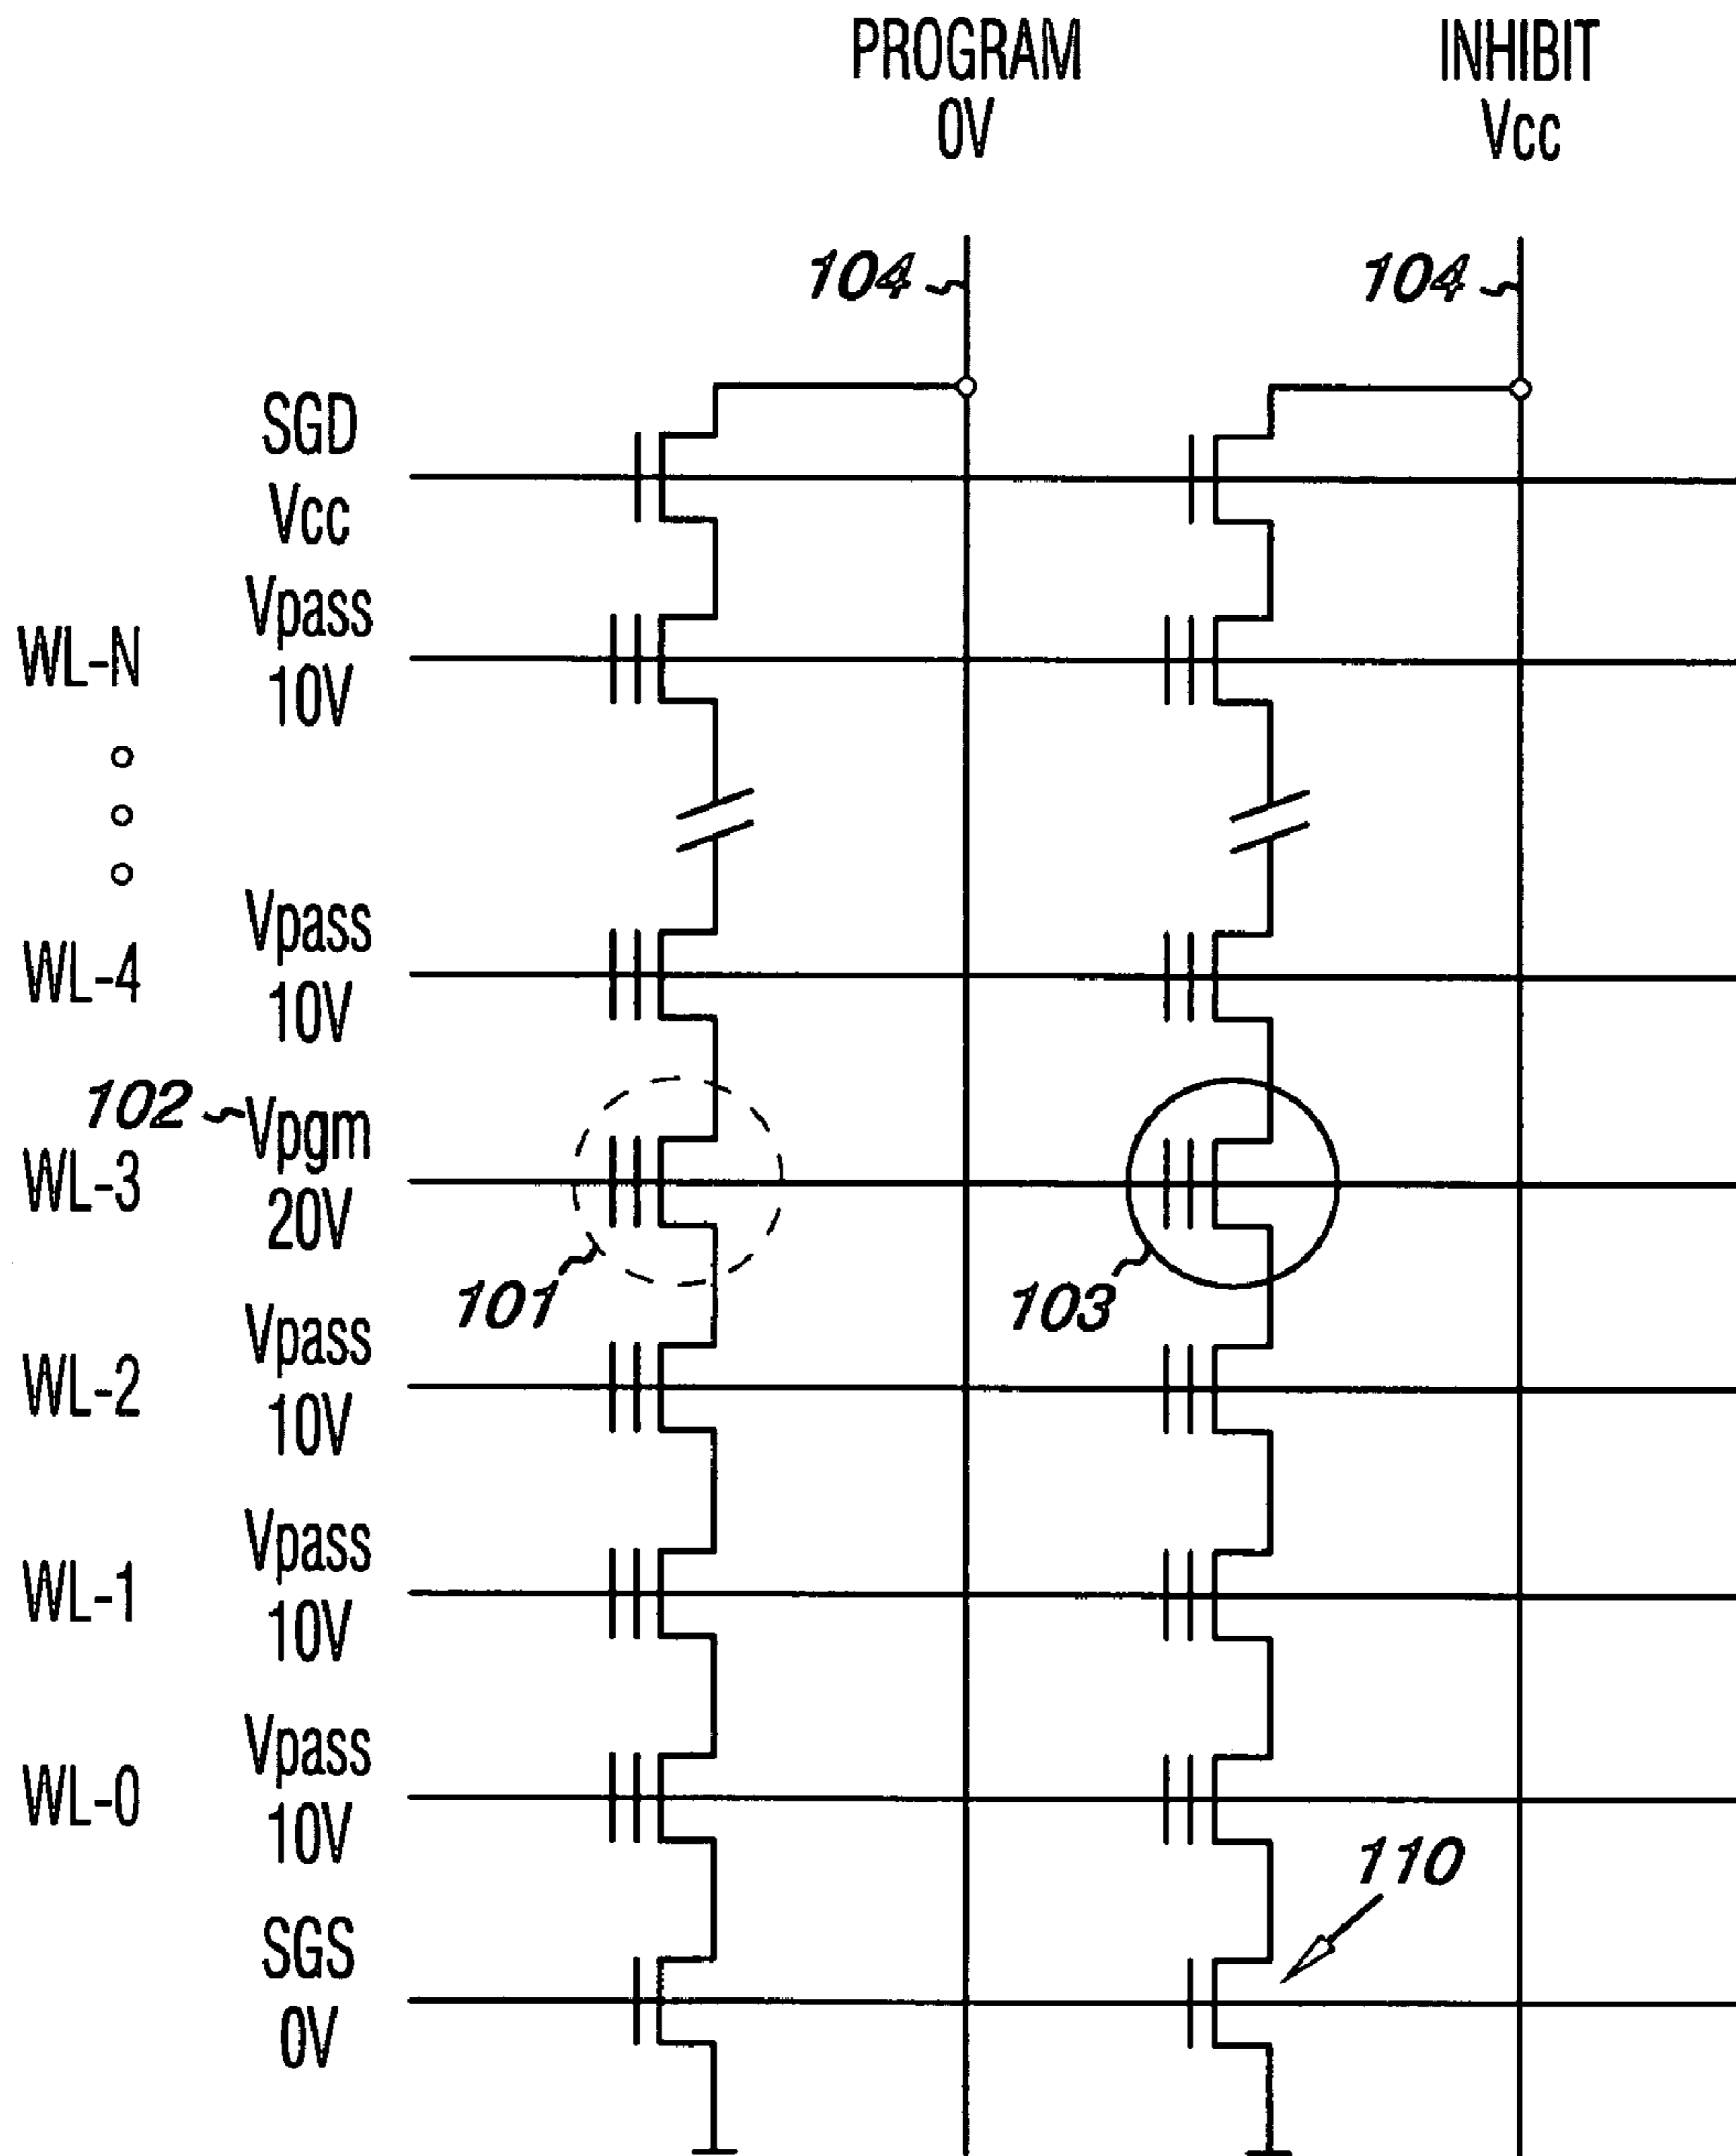 PROGRAM
0V
INHIBIT
Vcc
104
104
SGD
Vcc
WL-N
Vpass
10V
WL-4
Vpass
10V
102
WL-3
Vpgm
20V
101
103
WL-2
Vpass
10V
WL-1
Vpass
10V
WL-0
Vpass
10V
110
SGS
0V